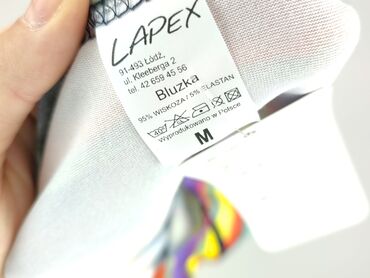 LAPEX
91-493 Łódź,
ul. Kleeberga 2
tel. 42 659 45 56
Bluzka
95% WISKOZA / 5% ELASTAN
40°
Wyprodukowano w Polsce
M